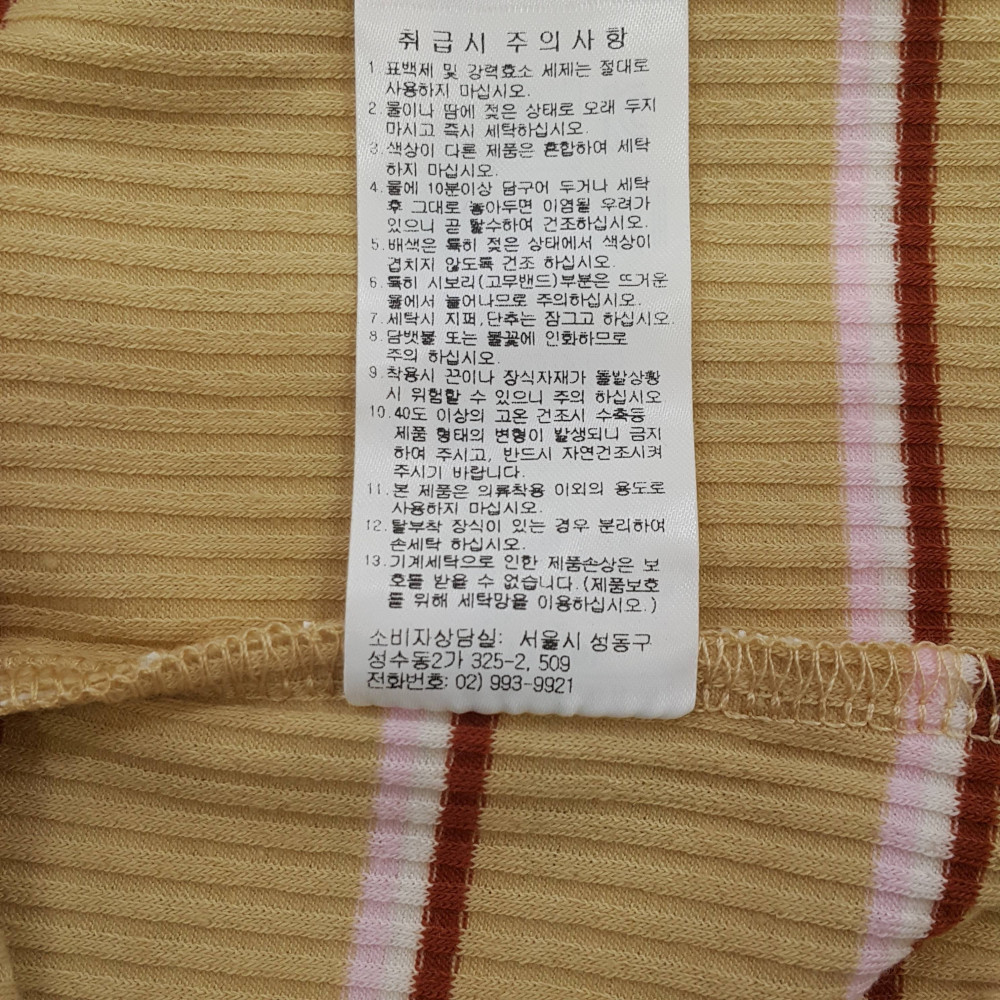 취급시 주의사항
1. 표백제 및 강력효소 세제는 절대로
사용하지 마십시오.
2. 물이나 땀에 젖은 상태로 오래 두지
마시고 즉시 세탁하십시오.
3. 색상이 다른 제품은 혼합하여 세탁
하지 마십시오.
4. 물에 10분이상 담구어 두거나 세탁
후 그대로 놓아두면 이염될 우려가
있으니 곧 탈수하여 건조하십시오.
5. 배색은 특히 젖은 상태에서 색상이
겹치지 않도록 건조 하십시오.
6. 특히 시보리(고무밴드)부분은 뜨거운
물에서 늘어나므로 주의하십시오.
7. 세탁시 지퍼,단추는 잠그고 하십시오.
8. 담뱃불 또는 불꽃에 인화하므로
주의 하십시오.
9. 착용시 끈이나 장식자재가 돌발상황
시 위험할 수 있으니 주의 하십시오
10. 40도 이상의 고온 건조시 수축등
제품 형태의 변형이 발생되니 금지
하여 주시고, 반드시 자연건조시켜
주시기 바랍니다.
11. 본 제품은 의류착용 이외의 용도로
사용하지 마십시오.
12. 탈부착 장식이 있는 경우 분리하여
손세탁 하십시오.
13. 기계세탁으로 인한 제품손상은 보
호를 받을 수 없습니다.(제품보호
를 위해 세탁망을 이용하십시오.)
소비자상담실: 서울시 성동구
성수동2가 325-2, 509
전화번호: 02) 993-9921